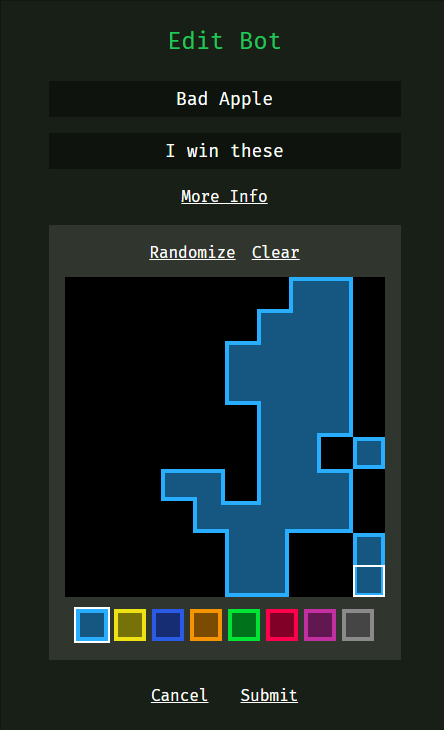 Edit Bot
Bad Apple
I win these
More Info
Randomize Clear
Cancel Submit